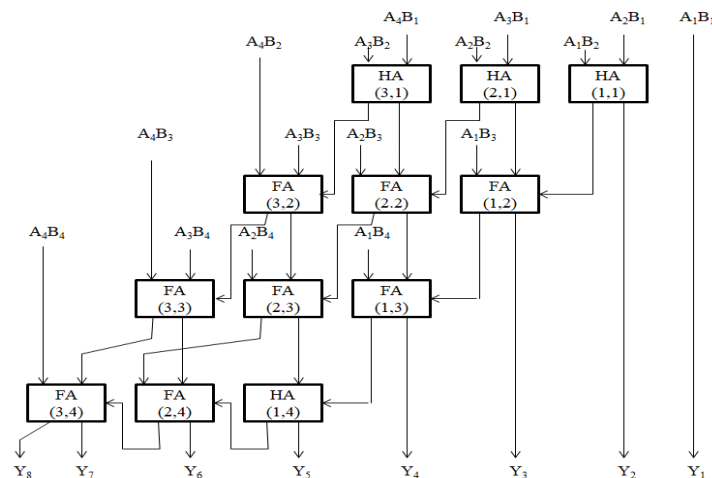 A₄B₁ A₃B₁ A₂B₁ A₁B₁
A₄B₂ A₃B₂ A₂B₂ A₁B₂
HA (3,1)
HA (2,1)
HA (1,1)
A₄B₃ A₃B₃ A₂B₃ A₁B₃
FA (3,2)
FA (2.2)
FA (1,2)
A₄B₄ A₃B₄ A₂B₄ A₁B₄
FA (3,3)
FA (2,3)
FA (1,3)
FA (3,4)
FA (2,4)
HA (1,4)
Y₈ Y₇ Y₆ Y₅ Y₄ Y₃ Y₂ Y₁